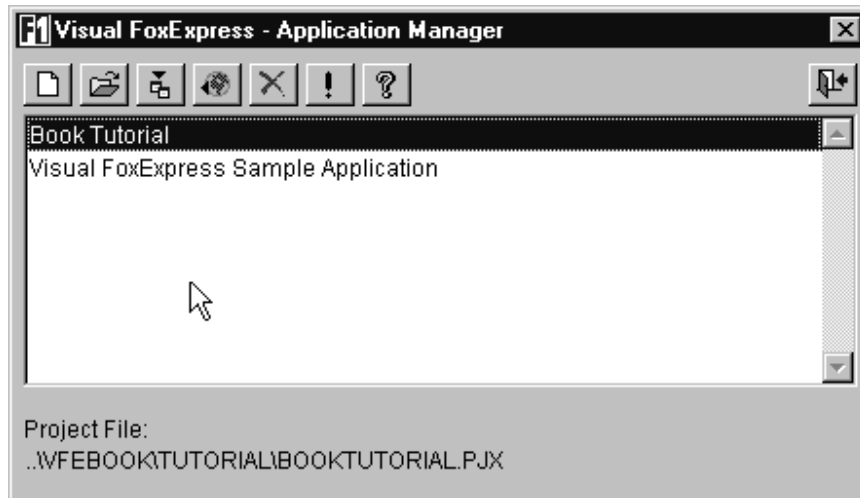 Visual FoxExpress - Application Manager
Book Tutorial
Visual FoxExpress Sample Application
Project File:
..\VFEBOOK\TUTORIAL\BOOKTUTORIAL.PJX